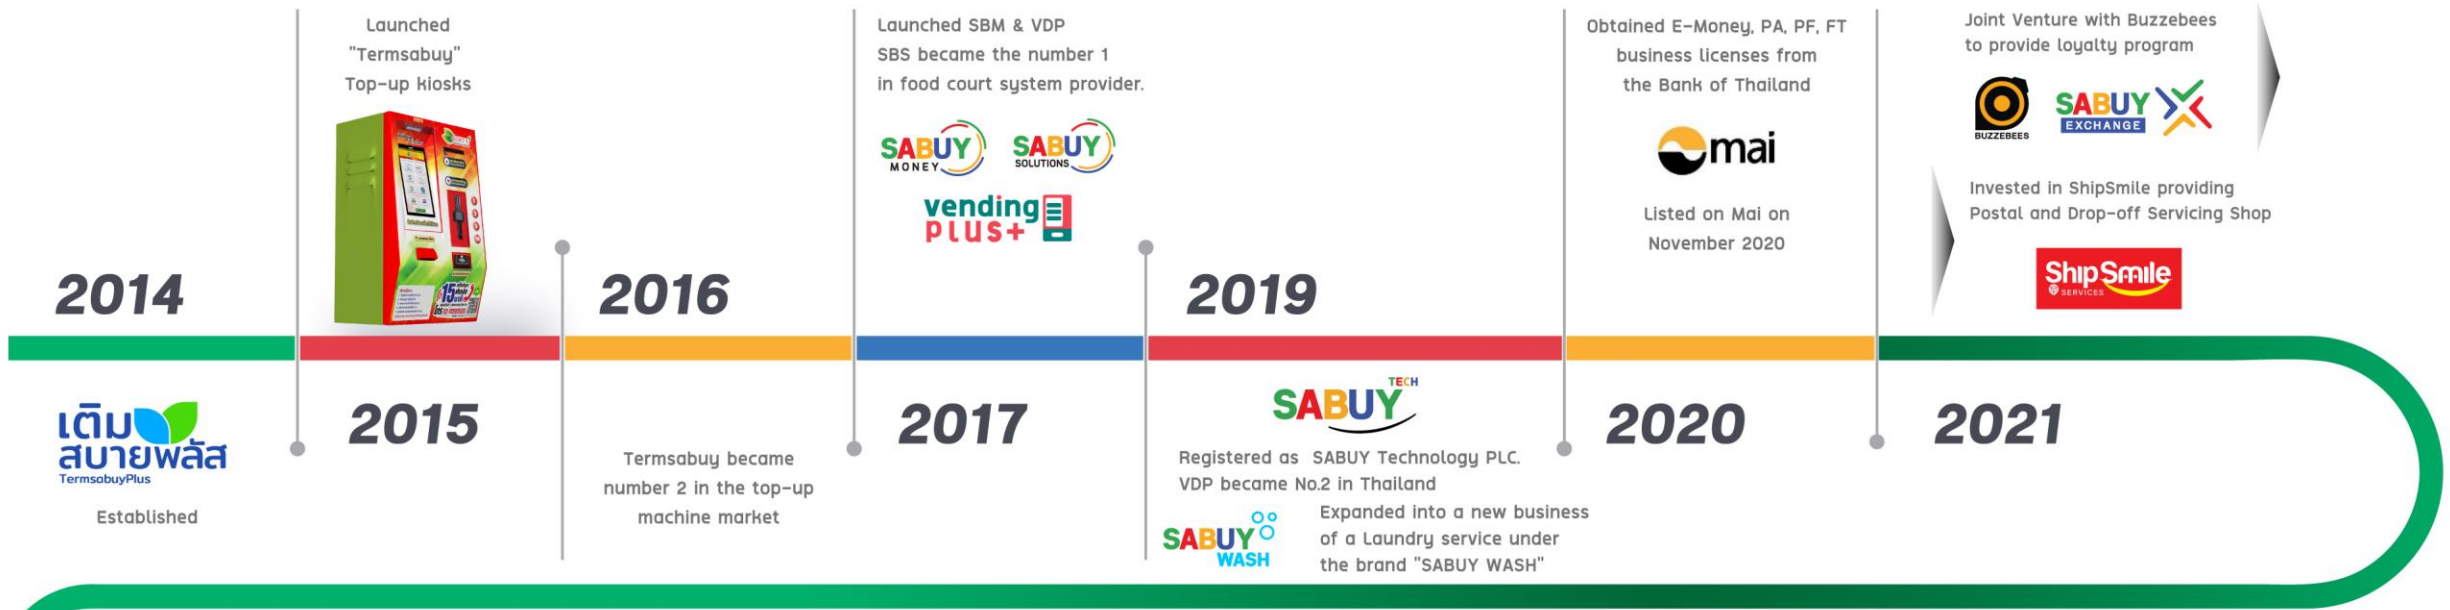 2014
เติม
สบายพลัส
TermsabuyPlus
Established
Launched
"Termsabuy"
Top-up kiosks
15
2015
2016
Termsabuy became
number 2 in the top-up
machine market
Launched SBM & VDP
SBS became the number 1
in food court system provider.
SABUY
MONEY
SABUY
SOLUTIONS
vending
PLUS+
2017
2019
SABUY TECH
Registered as SABUY Technology PLC.
VDP became No.2 in Thailand
SABUY
WASH
Expanded into a new business
of a Laundry service under
the brand "SABUY WASH"
Obtained E-Money, PA, PF, FT
business licenses from
the Bank of Thailand
mai
Listed on Mai on
November 2020
2020
Joint Venture with Buzzebees
to provide loyalty program
BUZZEBEES
SABUY
EXCHANGE
Invested in ShipSmile providing
Postal and Drop-off Servicing Shop
ShipSmile
SERVICES
2021